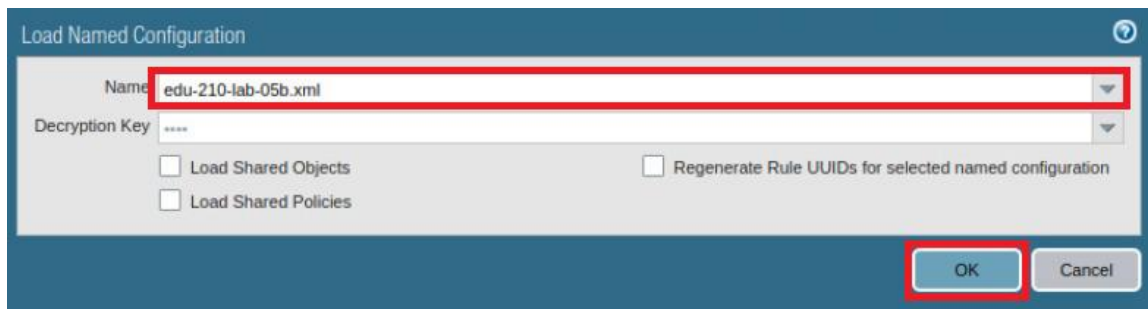 Load Named Configuration
Name edu-210-lab-05b.xml
Decryption Key ****
Load Shared Objects
Regenerate Rule UUIDs for selected named configuration
Load Shared Policies
OK Cancel